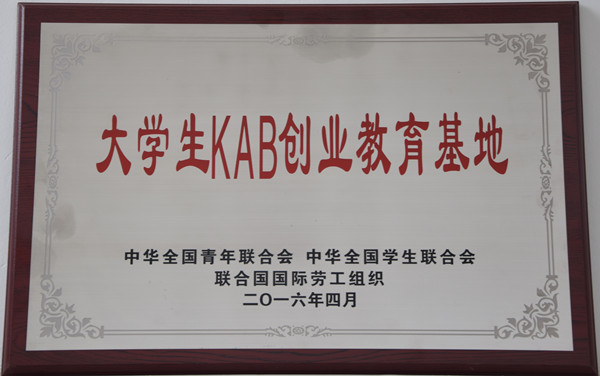 大学生KAB创业教育基地
中华全国青年联合会 中华全国学生联合会
联合国国际劳工组织
二〇一六年四月